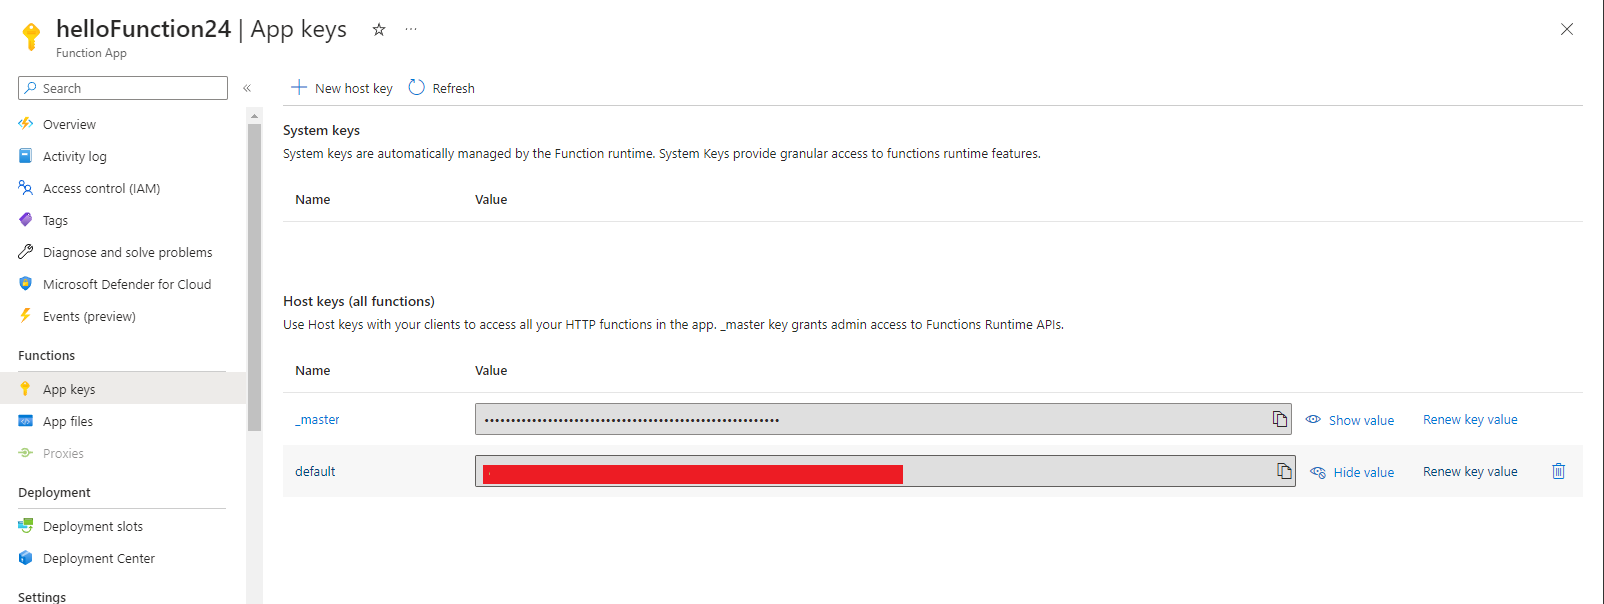 helloFunction24 | App keys
Function App
Search
Overview
Activity log
Access control (IAM)
Tags
Diagnose and solve problems
Microsoft Defender for Cloud
Events (preview)
Functions
App keys
App files
Proxies
Deployment
Deployment slots
Deployment Center
Settings
New host key Refresh
System keys
System keys are automatically managed by the Function runtime. System Keys provide granular access to functions runtime features.
Name Value
Host keys (all functions)
Use Host keys with your clients to access all your HTTP functions in the app. _master key grants admin access to Functions Runtime APIs.
Name Value
_master Show value Renew key value
default Hide value Renew key value